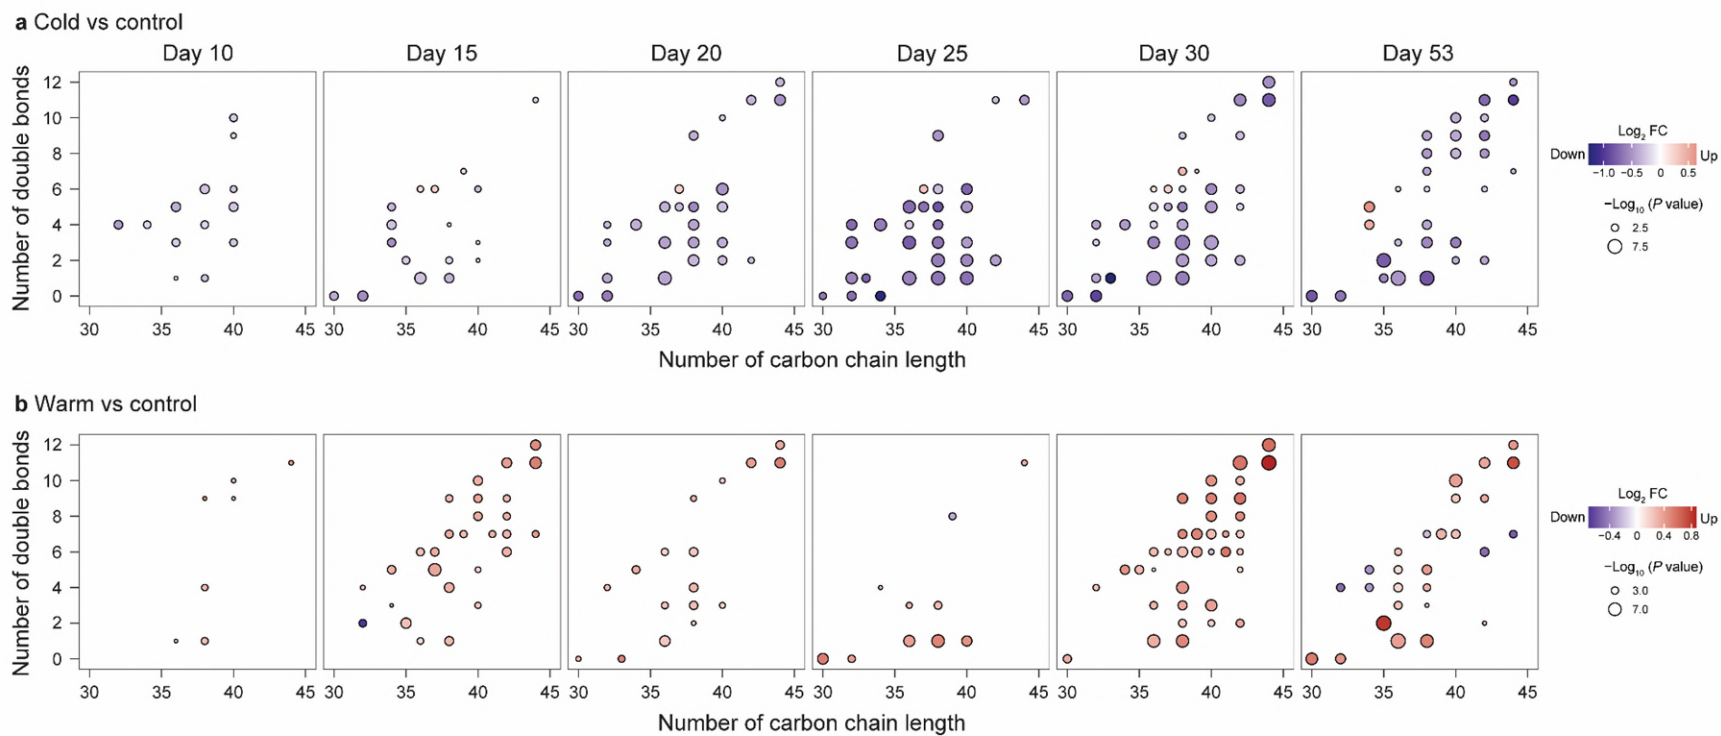 a Cold vs control
Day 10 Day 15 Day 20 Day 25 Day 30 Day 53
Number of double bonds
12
10
8
6
4
2
0
30 35 40 45 30 35 40 45 30 35 40 45 30 35 40 45 30 35 40 45 30 35 40 45
Number of carbon chain length
Log2 FC
Down Up
−1.0 −0.5 0 0.5
−Log10 (P value)
2.5
7.5
b Warm vs control
Number of double bonds
12
10
8
6
4
2
0
30 35 40 45 30 35 40 45 30 35 40 45 30 35 40 45 30 35 40 45 30 35 40 45
Number of carbon chain length
Log2 FC
Down Up
−0.4 0 0.4 0.8
−Log10 (P value)
3.0
7.0